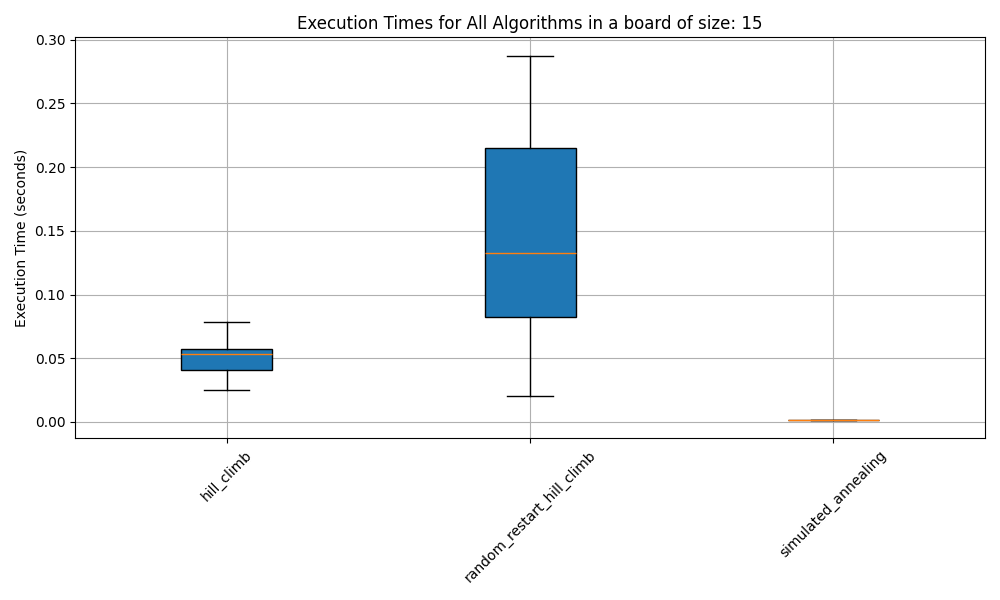 Execution Times for All Algorithms in a board of size: 15
Execution Time (seconds)
0.30
0.25
0.20
0.15
0.10
0.05
0.00
hill_climb
random_restart_hill_climb
simulated_annealing